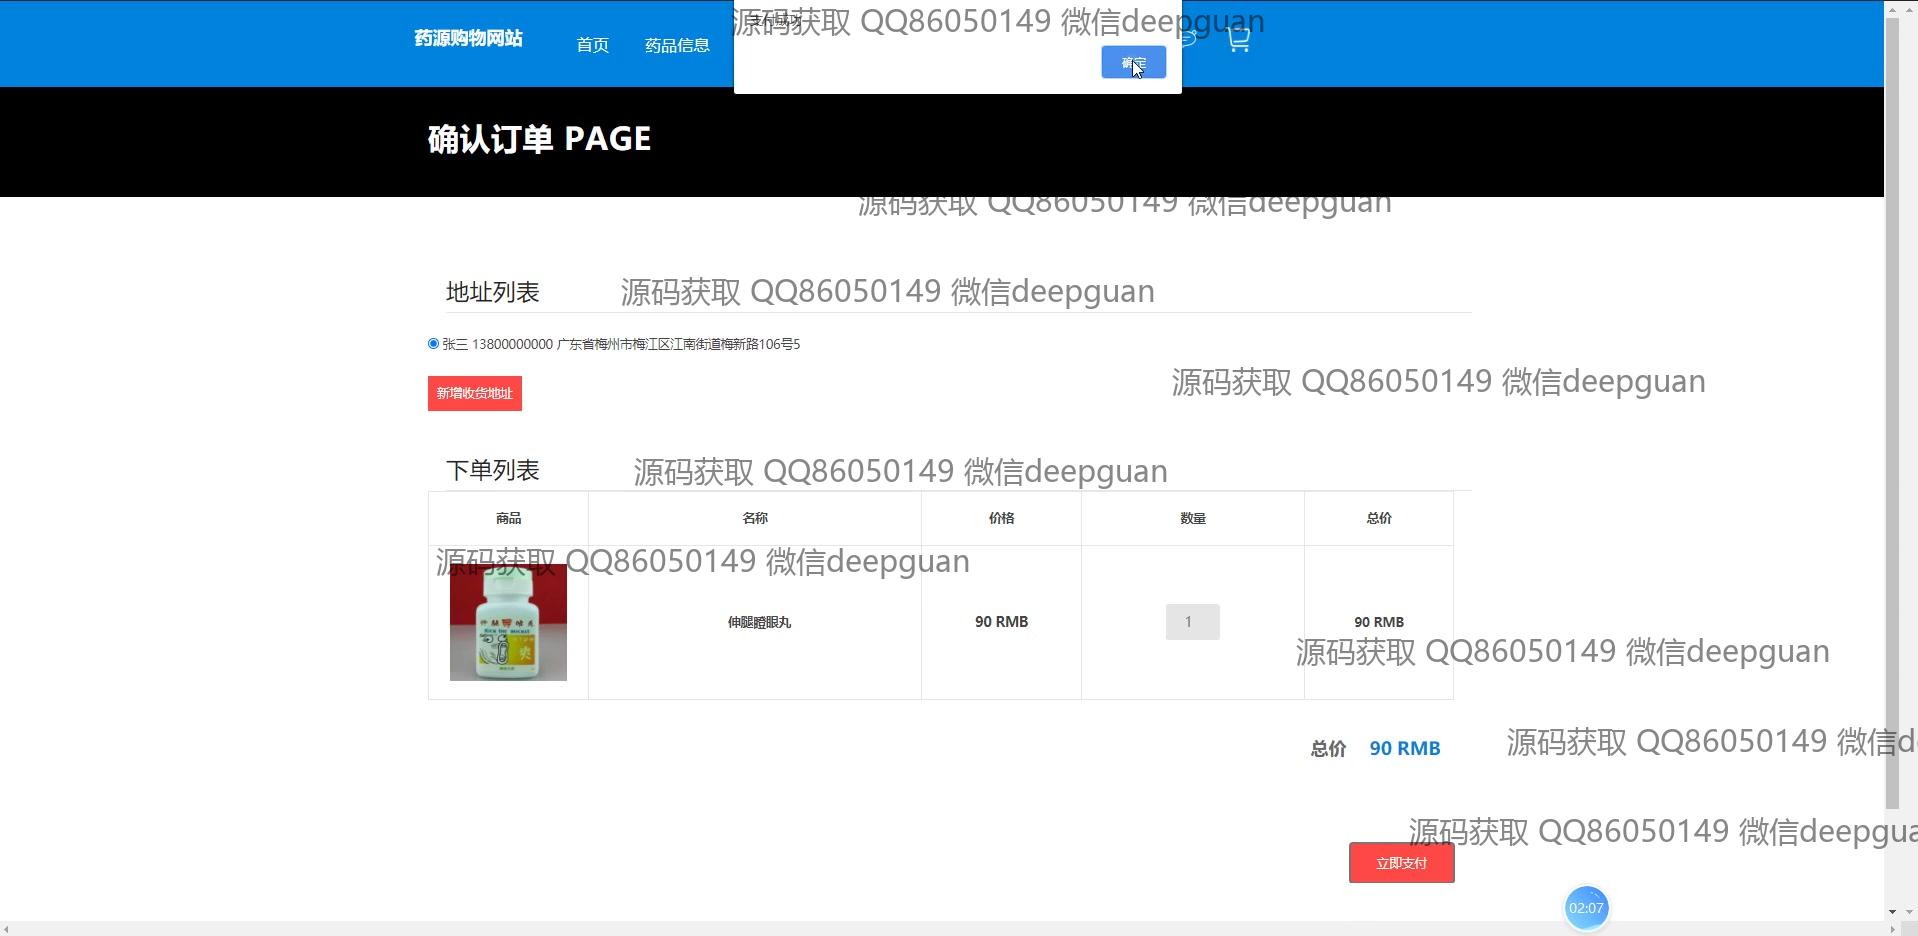 源码获取 QQ86050149 微信deepguan
支付成功
药源购物网站 首页 药品信息
确定
确认订单 PAGE
源码获取 QQ86050149 微信deepguan
地址列表
源码获取 QQ86050149 微信deepguan
张三 13800000000 广东省梅州市梅江区江南街道梅新路106号5
源码获取 QQ86050149 微信deepguan
新增收货地址
下单列表
源码获取 QQ86050149 微信deepguan
商品 名称 价格 数量 总价
源码获取 QQ86050149 微信deepguan
伸腿瞪眼丸 90 RMB 1 90 RMB
源码获取 QQ86050149 微信deepguan
总价 90 RMB
源码获取 QQ86050149 微信d
源码获取 QQ86050149 微信deepgua
立即支付
02:07